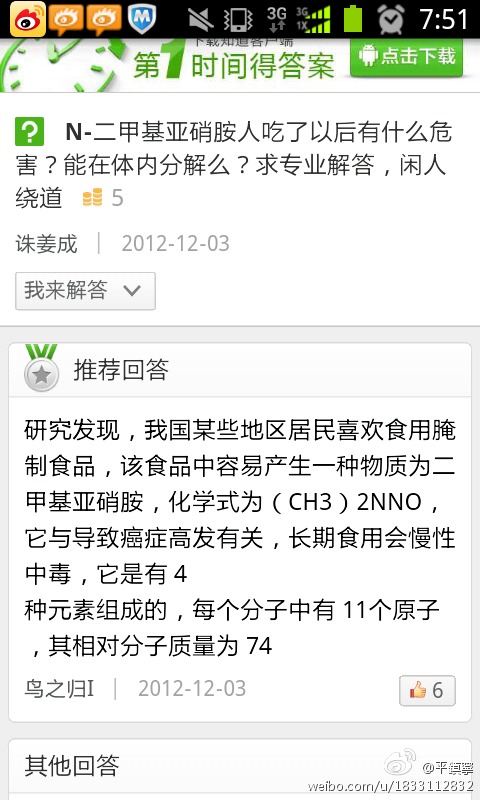 3G
3G
1X
7:51
下载知道客户端
第1时间得答案
点击下载
N-二甲基亚硝胺人吃了以后有什么危
害？能在体内分解么？求专业解答，闲人
绕道 5
诛姜成 | 2012-12-03
我来解答
推荐回答
研究发现，我国某些地区居民喜欢食用腌
制食品，该食品中容易产生一种物质为二
甲基亚硝胺，化学式为（CH3）2NNO，
它与导致癌症高发有关，长期食用会慢性
中毒，它是有 4
种元素组成的，每个分子中有 11个原子
，其相对分子质量为 74
鸟之归I | 2012-12-03
6
其他回答
@平鎮寧
weibo.com/u/1833112832